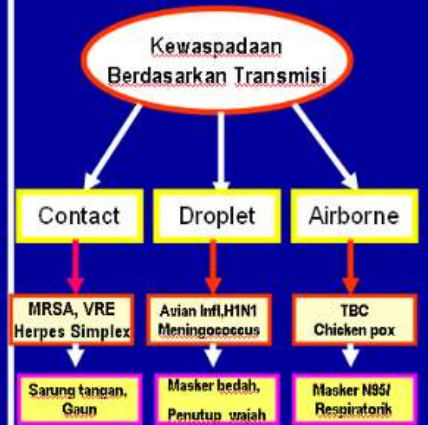 Kewaspadaan
Berdasarkan Transmisi
Contact
Droplet
Airborne
MRSA, VRE
Herpes Simplex
Avian Infl,H1N1
Meningococcus
TBC
Chicken pox
Sarung tangan,
Gaun
Masker bedah,
Penutup wajah
Masker N95/
Respiratorik